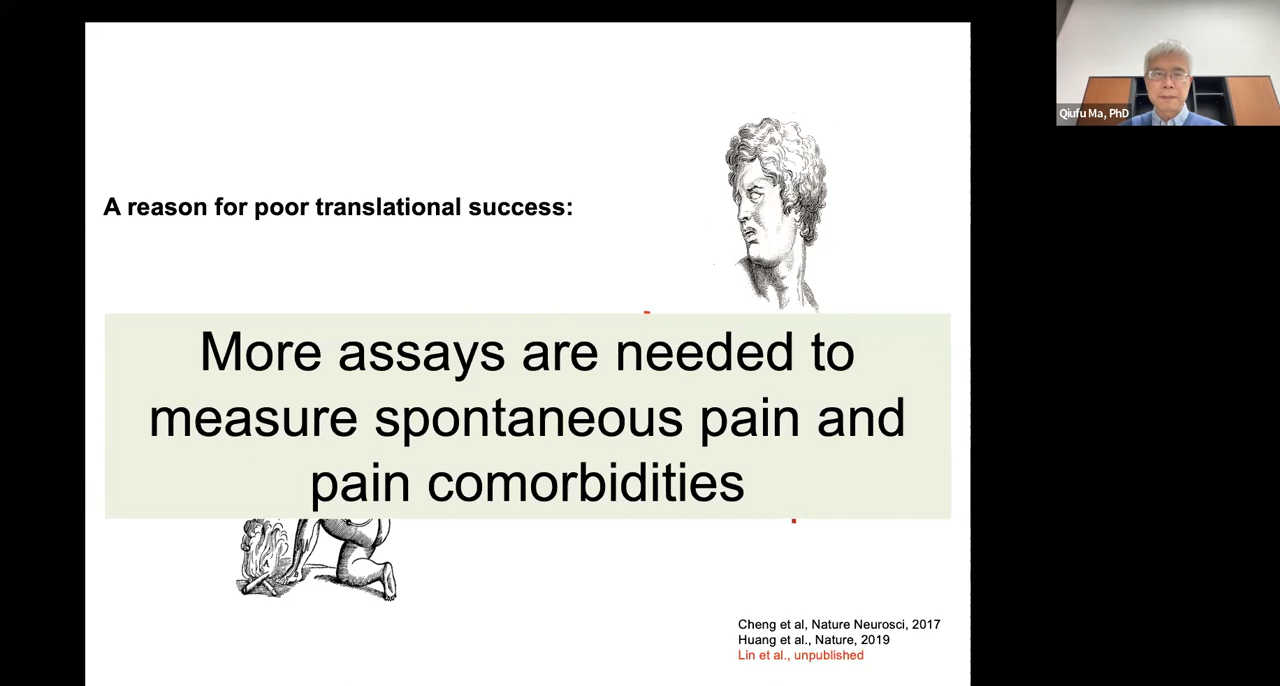 Qiufu Ma, PhD
A reason for poor translational success:
More assays are needed to
measure spontaneous pain and
pain comorbidities
Cheng et al, Nature Neurosci, 2017
Huang et al., Nature, 2019
Lin et al., unpublished